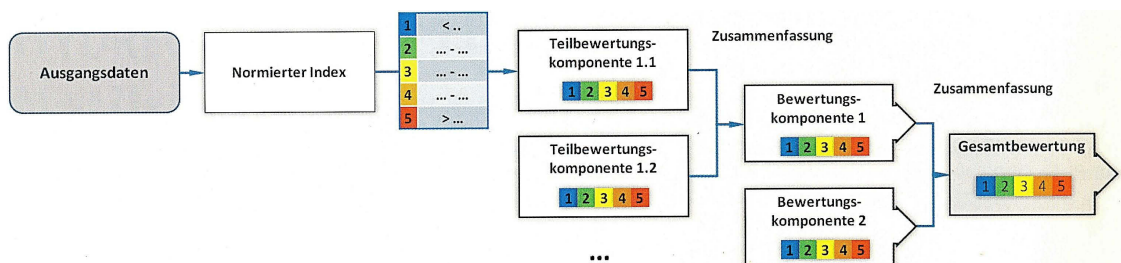 Ausgangsdaten
Normierter Index
1 < ..
2 ... - ...
3 ... - ...
4 ... - ...
5 > ...
Teilbewertungs-
komponente 1.1
1 2 3 4 5
Teilbewertungs-
komponente 1.2
1 2 3 4 5
...
Zusammenfassung
Bewertungs-
komponente 1
1 2 3 4 5
Bewertungs-
komponente 2
1 2 3 4 5
Zusammenfassung
Gesamtbewertung
1 2 3 4 5